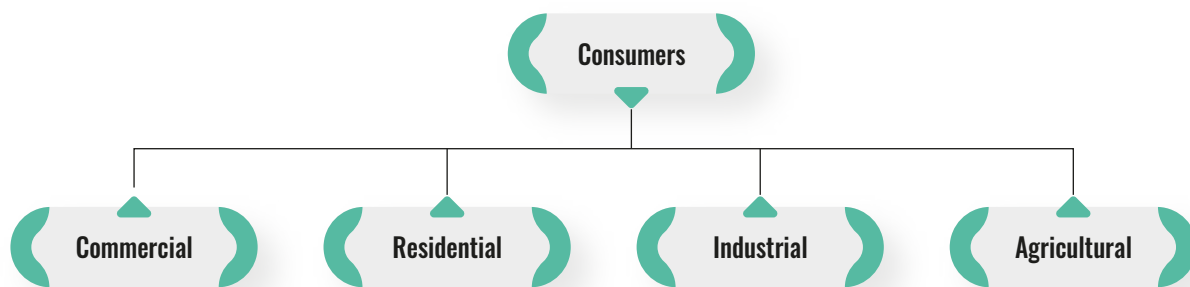 Consumers
Commercial
Residential
Industrial
Agricultural